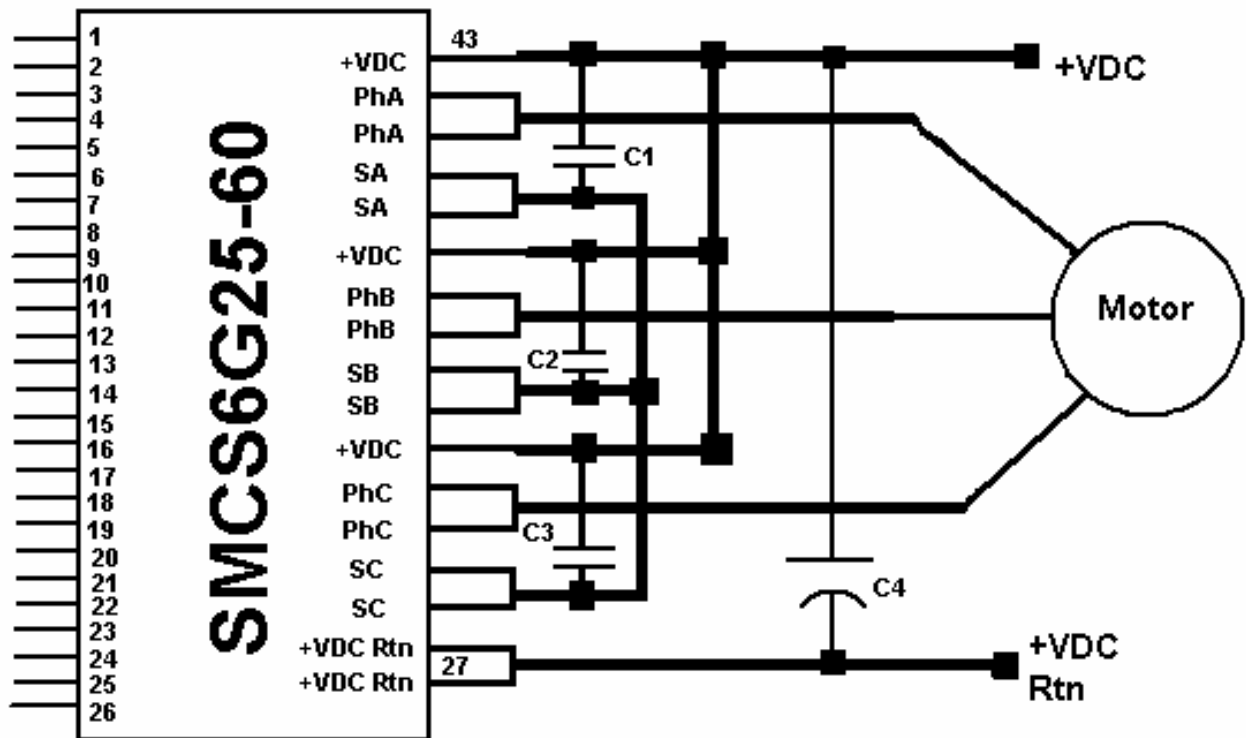 1
2
3
4
5
6
7
8
9
10
11
12
13
14
15
16
17
18
19
20
21
22
23
24
25
26
SMCS6G25-60
43
+VDC
PhA
PhA
SA
SA
+VDC
PhB
PhB
SB
SB
+VDC
PhC
PhC
SC
SC
+VDC Rtn
+VDC Rtn
27
C1
C2
C3
C4
+VDC
Motor
+VDC
Rtn